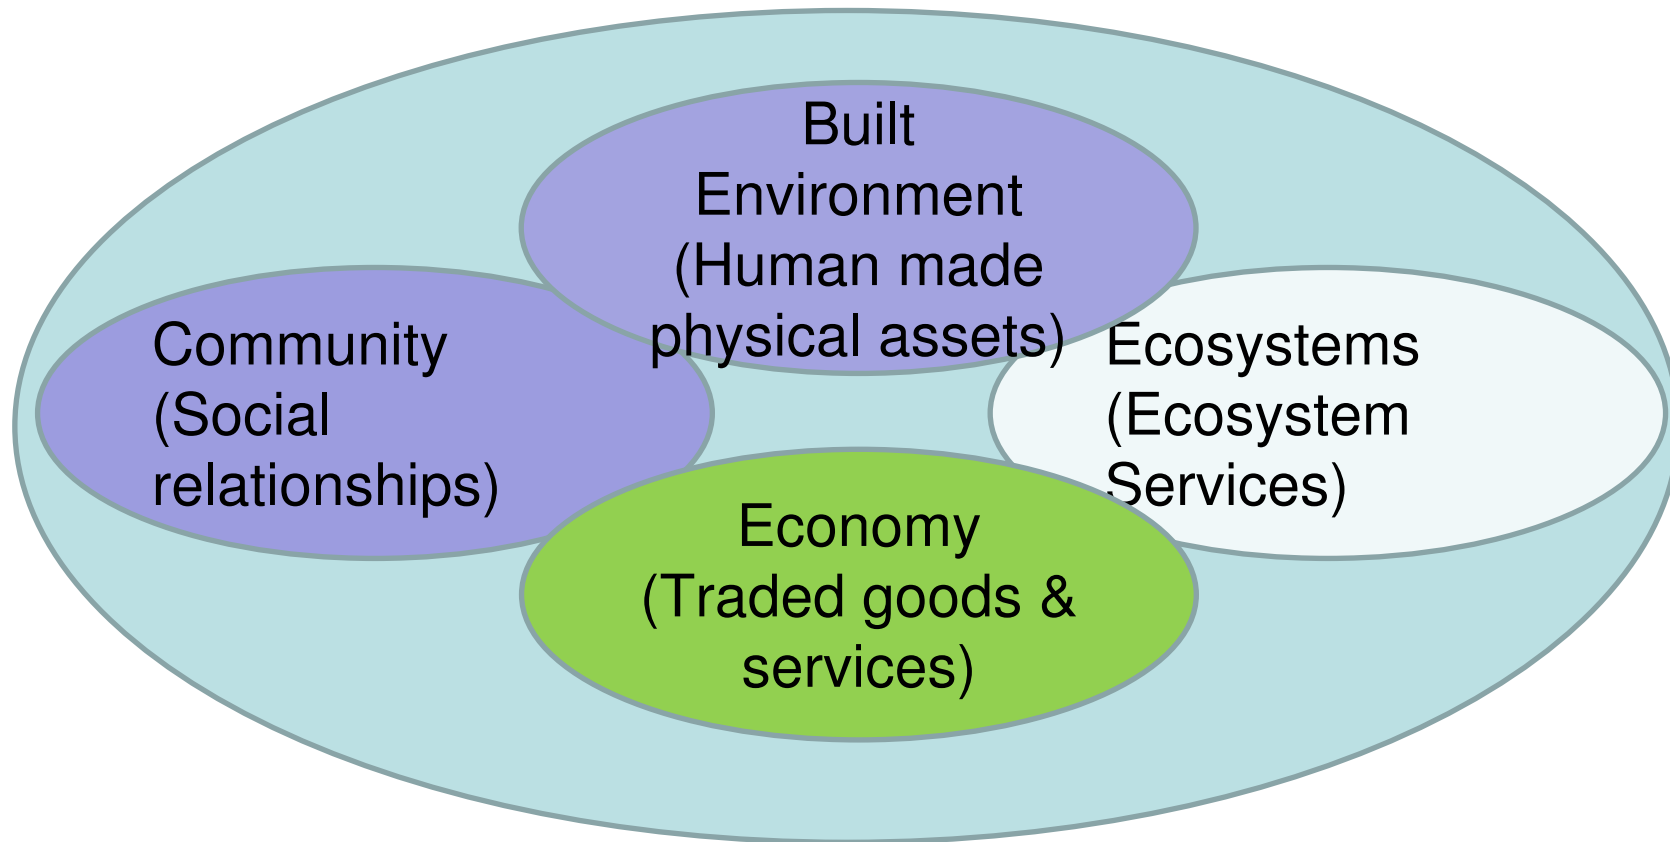 Built
Environment
(Human made
physical assets)
Community
(Social
relationships)
Ecosystems
(Ecosystem
Services)
Economy
(Traded goods &
services)